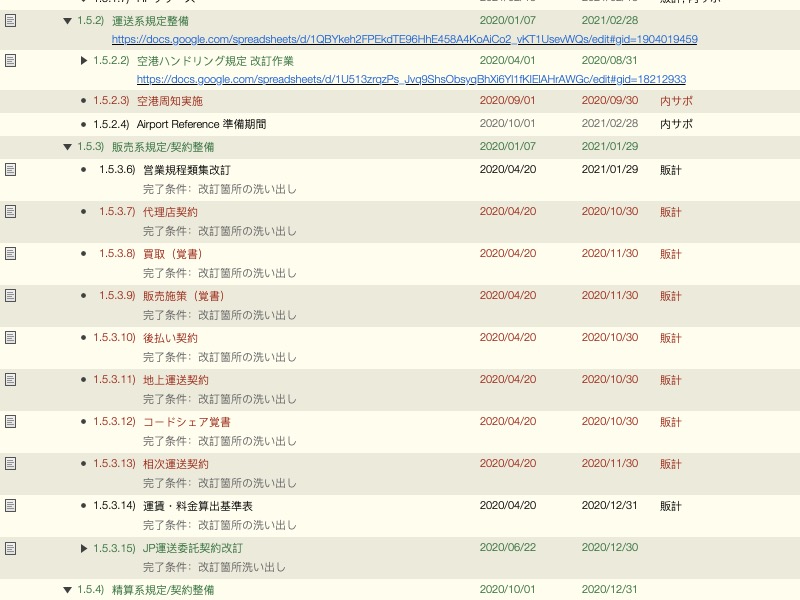 1.5.2) 運送系規定整備 2020/01/07 2021/02/28
https://docs.google.com/spreadsheets/d/1QBYkeh2FPEkdTE96HhE458A4KoAiCo2_yKT1UsevWQs/edit#gid=1904019459
1.5.2.2) 空港ハンドリング規定 改訂作業 2020/04/01 2020/08/31
1.5.2.3) 空港周知実施 2020/09/01 2020/09/30 内サポ
1.5.2.4) Airport Reference 準備期間 2020/10/01 2021/02/28 内サポ
1.5.3) 販売系規定/契約整備 2020/01/07 2021/01/29
1.5.3.6) 営業規程類集改訂 2020/04/20 2021/01/29 販計
完了条件: 改訂箇所の洗い出し
1.5.3.7) 代理店契約 2020/04/20 2020/10/30 販計
完了条件: 改訂箇所の洗い出し
1.5.3.8) 買取（覚書） 2020/04/20 2020/11/30 販計
完了条件: 改訂箇所の洗い出し
1.5.3.9) 販売施策（覚書） 2020/04/20 2020/11/30 販計
完了条件: 改訂箇所の洗い出し
1.5.3.10) 後払い契約 2020/04/20 2020/10/30 販計
完了条件: 改訂箇所の洗い出し
1.5.3.11) 地上運送契約 2020/04/20 2020/10/30 販計
完了条件: 改訂箇所の洗い出し
1.5.3.12) コードシェア覚書 2020/04/20 2020/10/30 販計
完了条件: 改訂箇所の洗い出し
1.5.3.13) 相次運送契約 2020/04/20 2020/11/30 販計
完了条件: 改訂箇所の洗い出し
1.5.3.14) 運賃・料金算出基準表 2020/04/20 2020/12/31 販計
完了条件: 改訂箇所の洗い出し
1.5.3.15) JP運送委託契約改訂 2020/06/22 2020/12/30
完了条件: 改訂箇所洗い出し
1.5.4) 精算系規定/契約整備 2020/10/01 2020/12/31